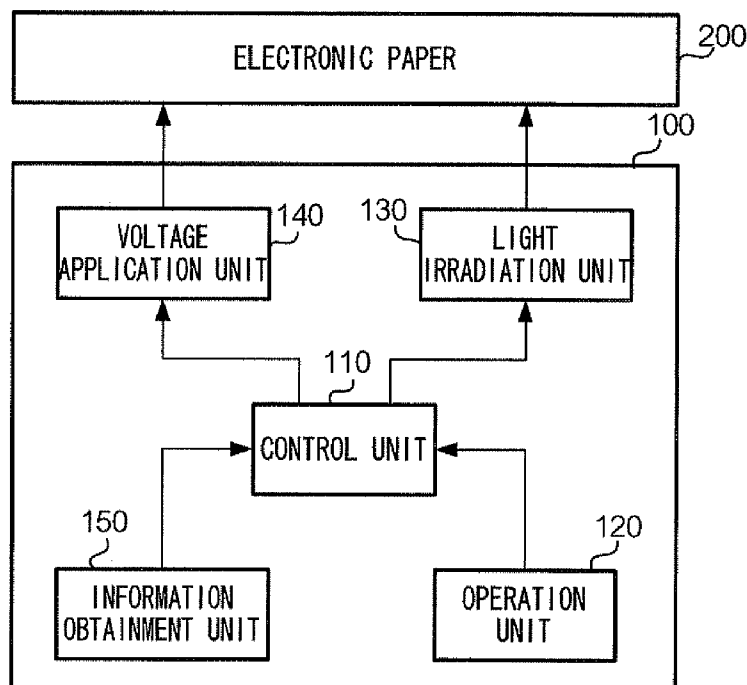 200
ELECTRONIC PAPER
100
140
130
VOLTAGE
APPLICATION UNIT
LIGHT
IRRADIATION UNIT
110
CONTROL UNIT
150
120
INFORMATION
OBTAINMENT UNIT
OPERATION
UNIT